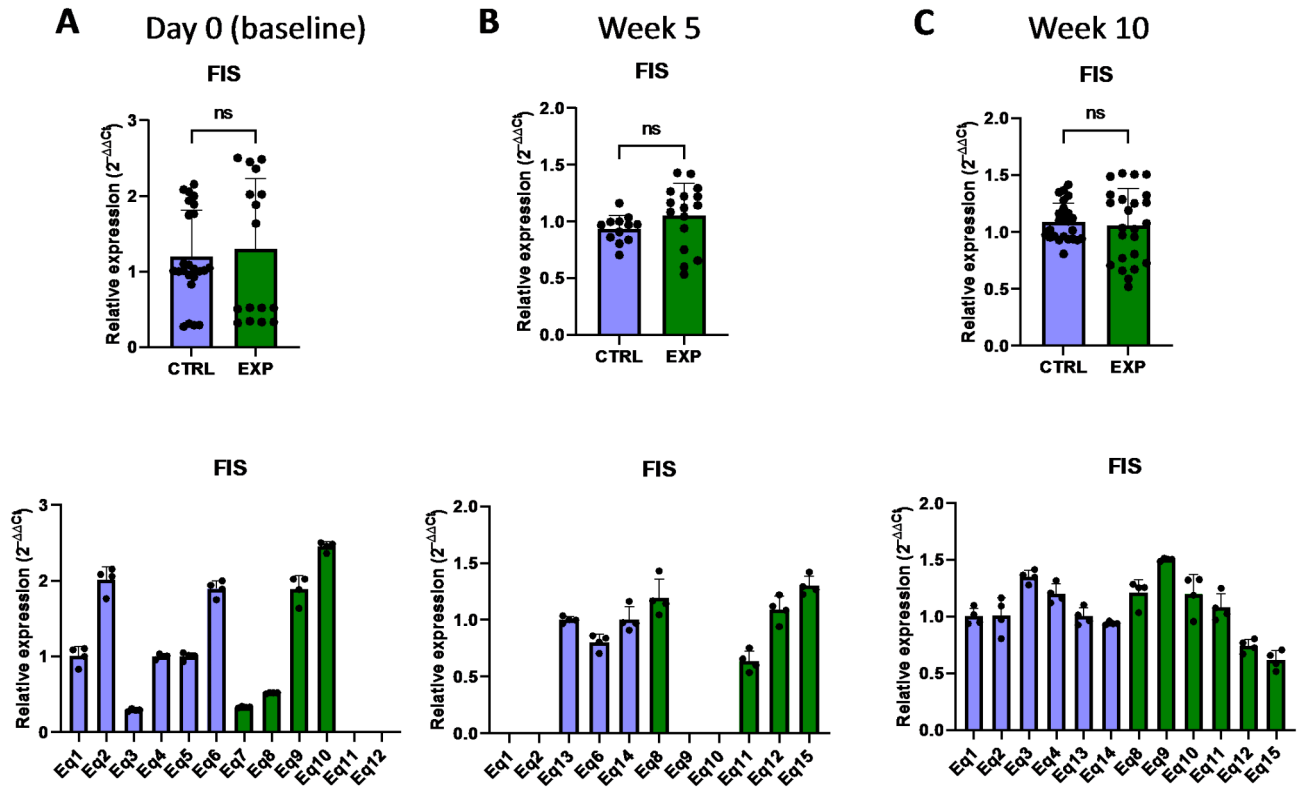 A Day 0 (baseline)
FIS
ns
Relative expression (2^-ΔΔCt)
3
2
1
0
CTRL EXP
B Week 5
FIS
ns
Relative expression (2^-ΔΔCt)
2.0
1.5
1.0
0.5
0.0
CTRL EXP
C Week 10
FIS
ns
Relative expression (2^-ΔΔCt)
2.0
1.5
1.0
0.5
0.0
CTRL EXP
FIS
Relative expression (2^-ΔΔCt)
3
2
1
0
Eq1 Eq2 Eq3 Eq4 Eq5 Eq6 Eq7 Eq8 Eq9 Eq10 Eq11 Eq12
FIS
Relative expression (2^-ΔΔCt)
2.0
1.5
1.0
0.5
0.0
Eq1 Eq2 Eq13 Eq6 Eq14 Eq8 Eq9 Eq10 Eq11 Eq12 Eq15
FIS
Relative expression (2^-ΔΔCt)
2.0
1.5
1.0
0.5
0.0
Eq1 Eq2 Eq3 Eq4 Eq13 Eq14 Eq8 Eq9 Eq10 Eq11 Eq12 Eq15